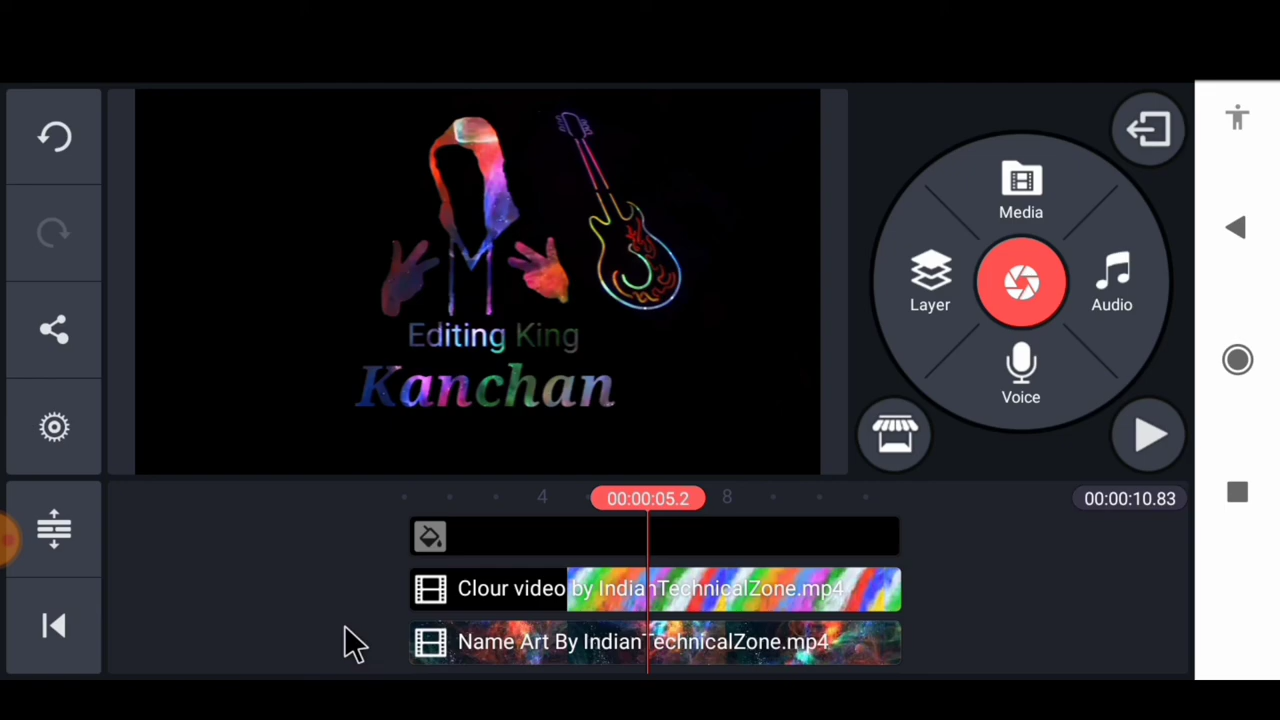 Media
Layer
Audio
Voice
Editing King
Kanchan
4
00:00:05.2
8
00:00:10.83
Clour video by IndianTechnicalZone.mp4
Name Art By IndianTechnicalZone.mp4